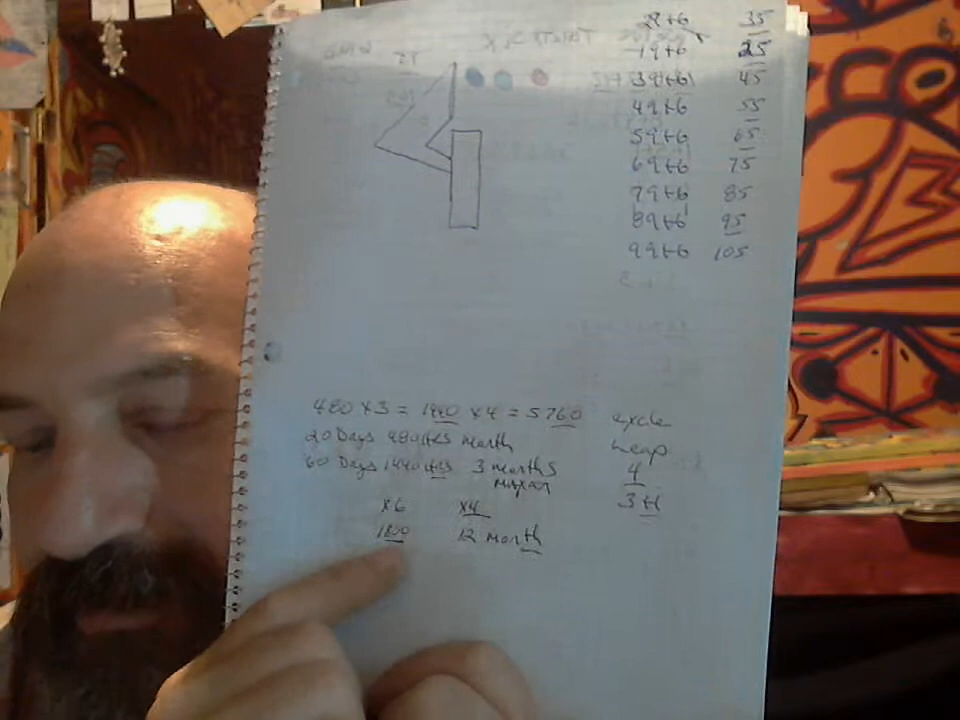 29+6 35
19+6 25
39+6 45
49+6 55
59+6 65
69+6 75
79+6 85
89+6 95
99+6 105
480 x 3 = 1440 x 4 = 5760 cycle
20 Days 480 Hrs month
60 Days 1440 Hrs 3 months 4
3
x6 x4
1800 12 month